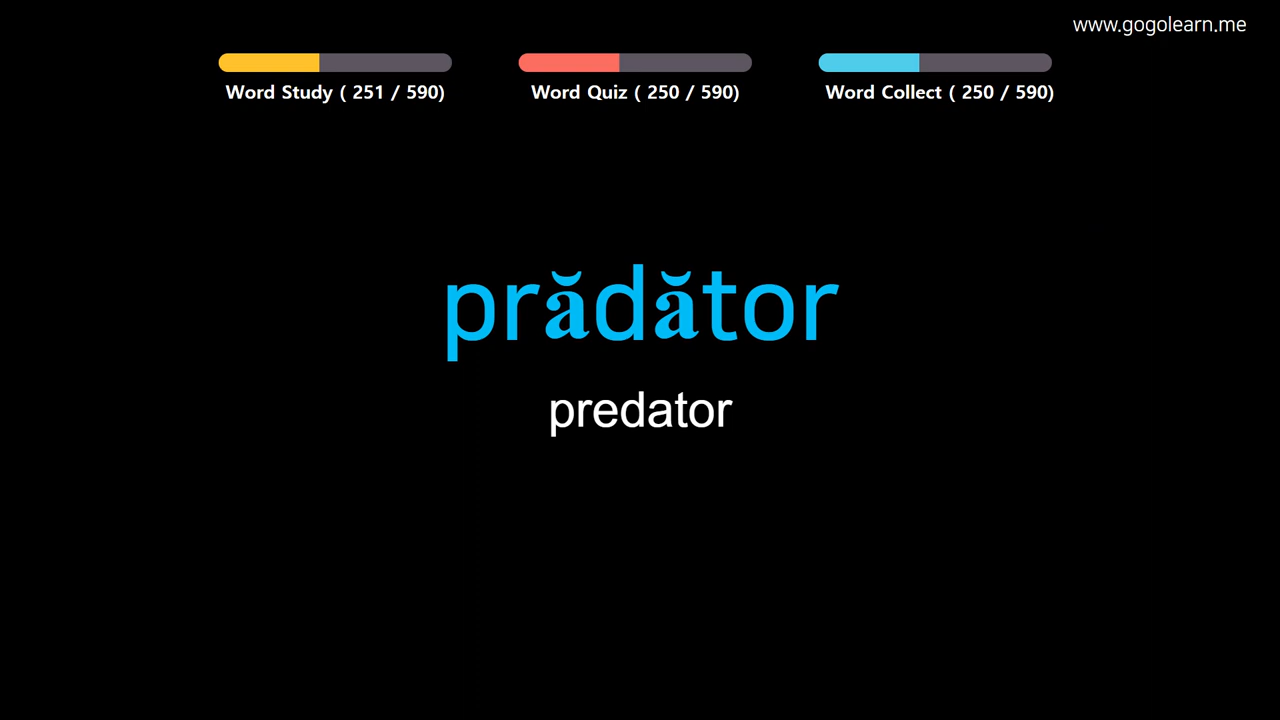 www.gogolearn.me
Word Study ( 251 / 590)
Word Quiz ( 250 / 590)
Word Collect ( 250 / 590)
prădător
predator